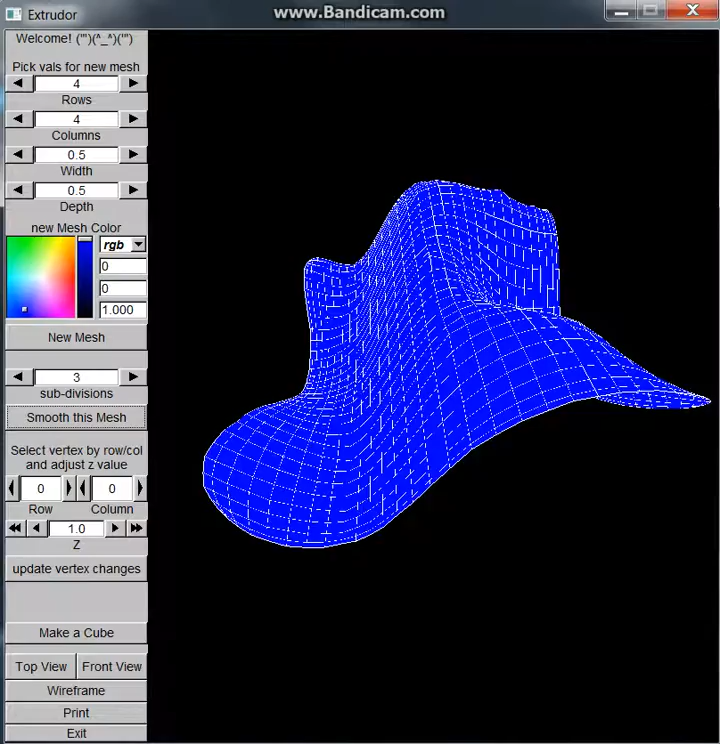 Extrudor
www.Bandicam.com
Welcome! (''')(^_^)(''')
Pick vals for new mesh
4
Rows
4
Columns
0.5
Width
0.5
Depth
new Mesh Color
rgb
0
0
1.000
New Mesh
3
sub-divisions
Smooth this Mesh
Select vertex by row/col
and adjust z value
0 0
Row Column
1.0
Z
update vertex changes
Make a Cube
Top View Front View
Wireframe
Print
Exit